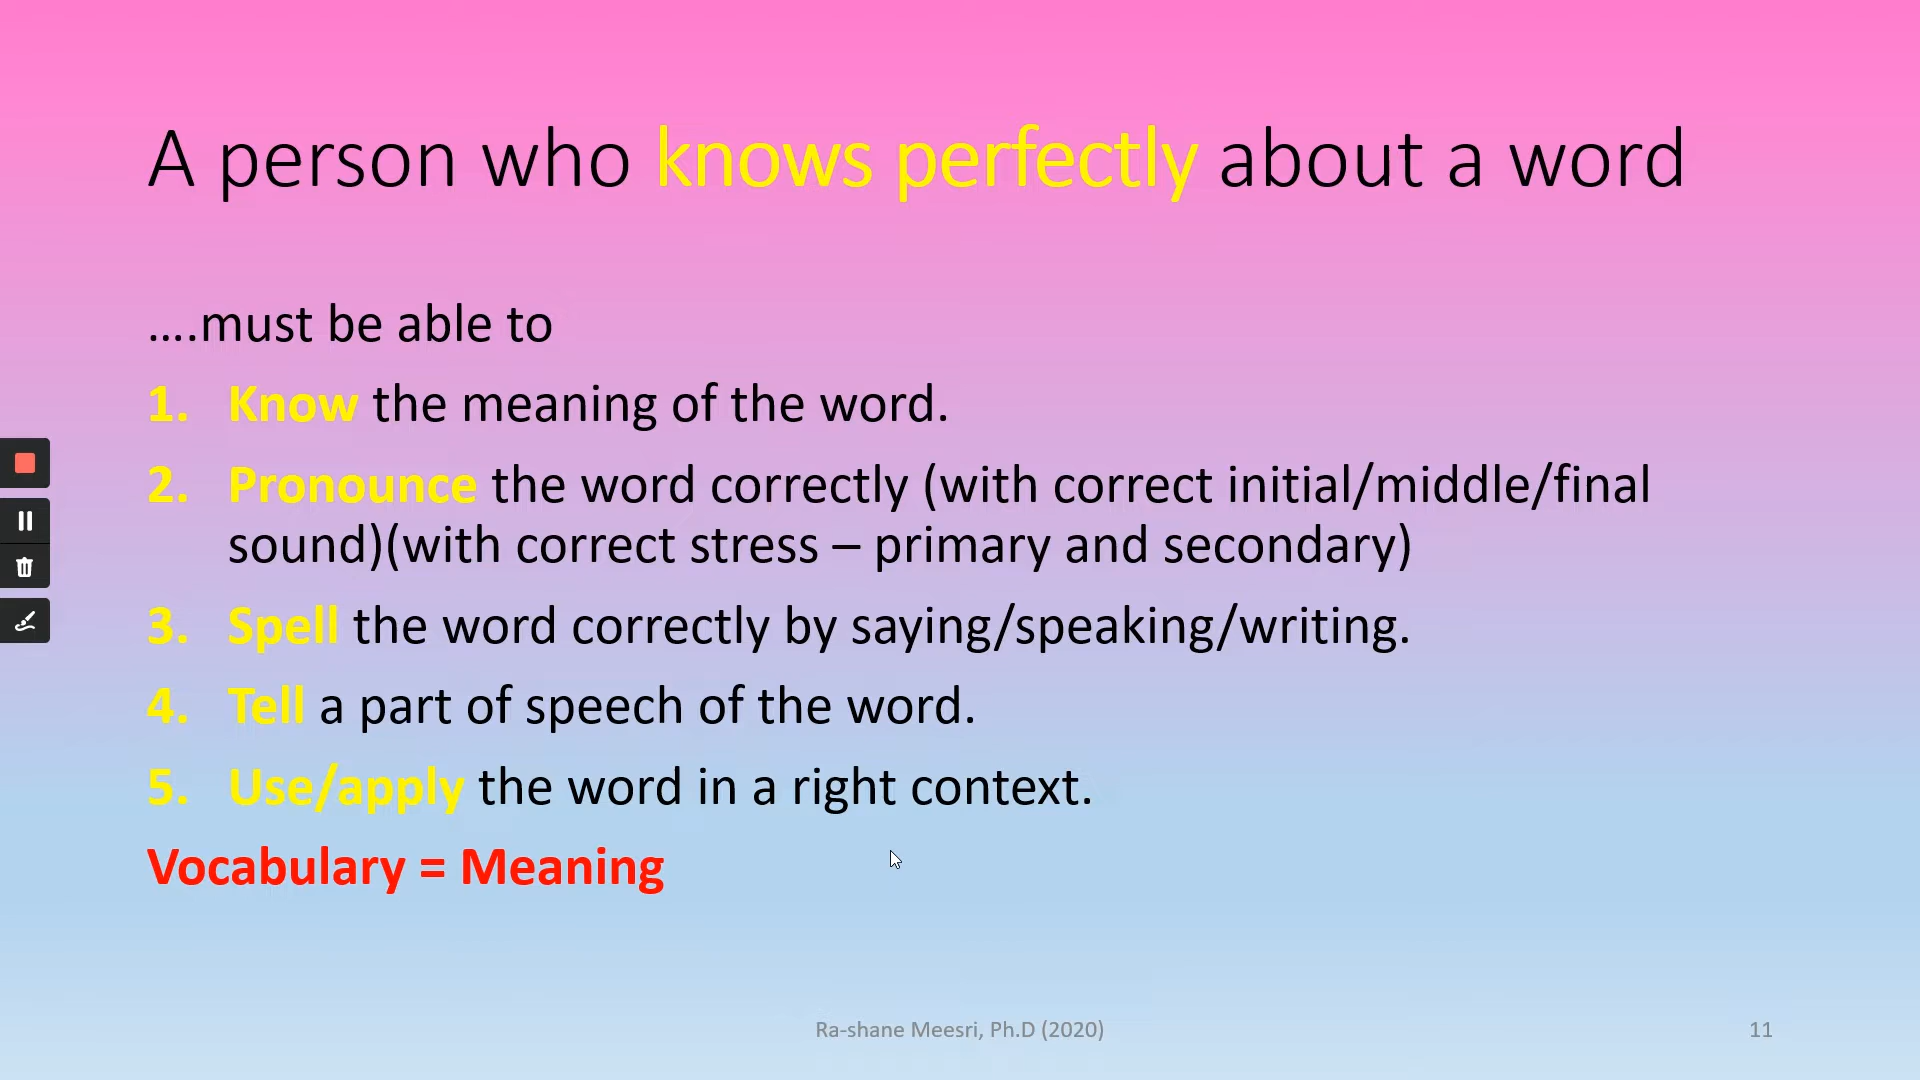 A person who knows perfectly about a word
....must be able to
1. Know the meaning of the word.
2. Pronounce the word correctly (with correct initial/middle/final
sound)(with correct stress – primary and secondary)
3. Spell the word correctly by saying/speaking/writing.
4. Tell a part of speech of the word.
5. Use/apply the word in a right context.
Vocabulary = Meaning
Ra-shane Meesri, Ph.D (2020)
11